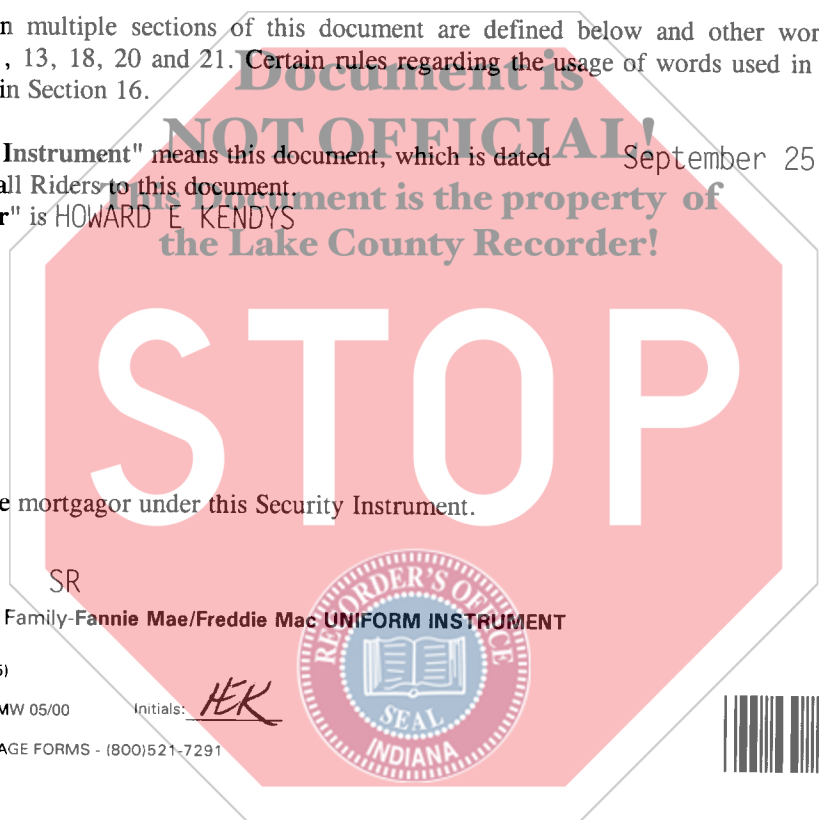 n multiple sections of this document are defined below and other wor
, 13, 18, 20 and 21. Certain rules regarding the usage of words used in
in Section 16.
Document is
NOT OFFICIAL!
This Document is the property of
the Lake County Recorder!
Instrument" means this document, which is dated September 25
all Riders to this document.
r" is HOWARD E KENDYS
STOP
e mortgagor under this Security Instrument.
SR
Family-Fannie Mae/Freddie Mac UNIFORM INSTRUMENT
MW 05/00 Initials: HEK
AGE FORMS - (800)521-7291
RECORDER'S OFFICE
SEAL
INDIANA